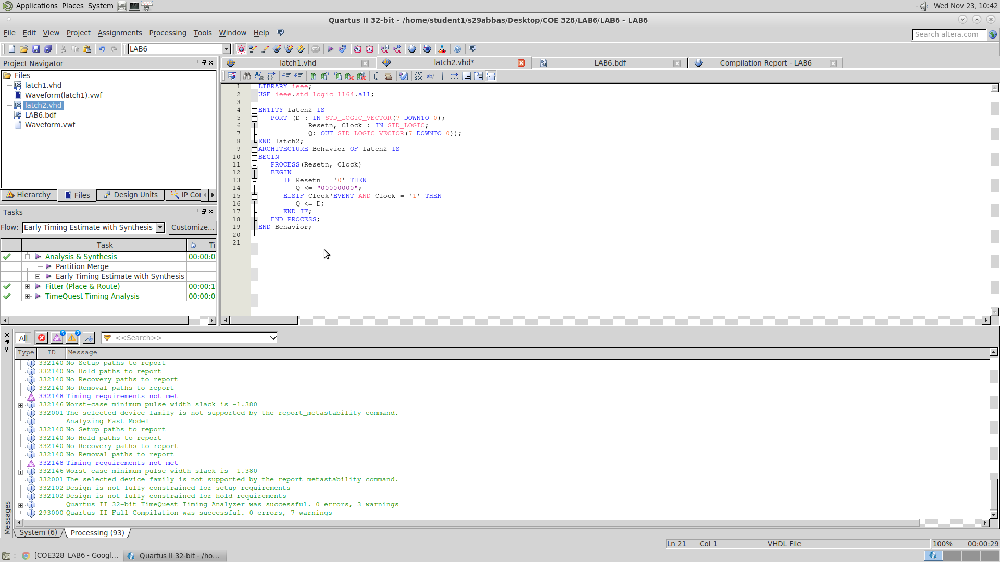 Applications Places System
Wed Nov 23, 10:42
Quartus II 32-bit - /home/student1/s29abbas/Desktop/COE 328/LAB6/LAB6 - LAB6
File Edit View Project Assignments Processing Tools Window Help
Search altera.com
LAB6
Project Navigator
Files
latch1.vhd
Waveform(latch1).vwf
latch2.vhd
LAB6.bdf
Waveform.vwf
Hierarchy Files Design Units IP Co
Tasks
Flow: Early Timing Estimate with Synthesis Customize...
Task Ti
Analysis & Synthesis 00:00:0
Partition Merge
Early Timing Estimate with Synthesis
Fitter (Place & Route) 00:00:1
TimeQuest Timing Analysis 00:00:0
latch1.vhd latch2.vhd* LAB6.bdf Compilation Report - LAB6
267
268 ab/
1 LIBRARY ieee;
2 USE ieee.std_logic_1164.all;
3
4 ENTITY latch2 IS
5 PORT (D : IN STD_LOGIC_VECTOR(7 DOWNTO 0);
6 Resetn, Clock : IN STD_LOGIC;
7 Q: OUT STD_LOGIC_VECTOR(7 DOWNTO 0));
8 END latch2;
9 ARCHITECTURE Behavior OF latch2 IS
10 BEGIN
11 PROCESS(Resetn, Clock)
12 BEGIN
13 IF Resetn = '0' THEN
14 Q <= "00000000";
15 ELSIF Clock'EVENT AND Clock = '1' THEN
16 Q <= D;
17 END IF;
18 END PROCESS;
19 END Behavior;
20
21
All 5 2 <<Search>>
Type ID Message
332140 No Setup paths to report
332140 No Hold paths to report
332140 No Recovery paths to report
332140 No Removal paths to report
332148 Timing requirements not met
332146 Worst-case minimum pulse width slack is -1.380
332001 The selected device family is not supported by the report_metastability command.
Analyzing Fast Model
332140 No Setup paths to report
332140 No Hold paths to report
332140 No Recovery paths to report
332140 No Removal paths to report
332148 Timing requirements not met
332146 Worst-case minimum pulse width slack is -1.380
332001 The selected device family is not supported by the report_metastability command.
332102 Design is not fully constrained for setup requirements
332102 Design is not fully constrained for hold requirements
Quartus II 32-bit TimeQuest Timing Analyzer was successful. 0 errors, 3 warnings
293000 Quartus II Full Compilation was successful. 0 errors, 7 warnings
Messages
System (6) Processing (93)
Ln 21 Col 1 VHDL File 100% 00:00:29
[COE328_LAB6 - Googl... Quartus II 32-bit - /ho...